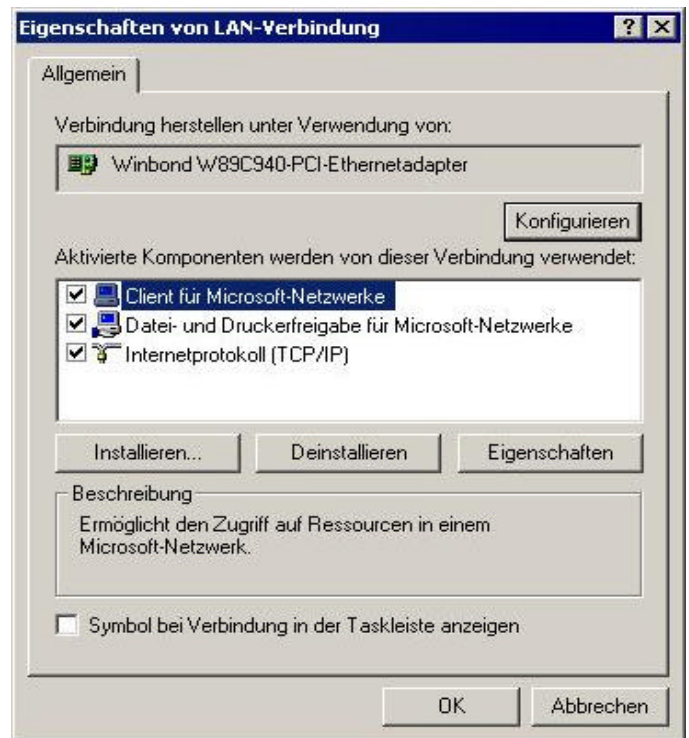 Eigenschaften von LAN-Verbindung
Allgemein
Verbindung herstellen unter Verwendung von:
Winbond W89C940-PCI-Ethernetadapter
Konfigurieren
Aktivierte Komponenten werden von dieser Verbindung verwendet:
Client für Microsoft-Netzwerke
Datei- und Druckerfreigabe für Microsoft-Netzwerke
Internetprotokoll (TCP/IP)
Installieren... Deinstallieren Eigenschaften
Beschreibung
Ermöglicht den Zugriff auf Ressourcen in einem
Microsoft-Netzwerk.
Symbol bei Verbindung in der Taskleiste anzeigen
OK Abbrechen